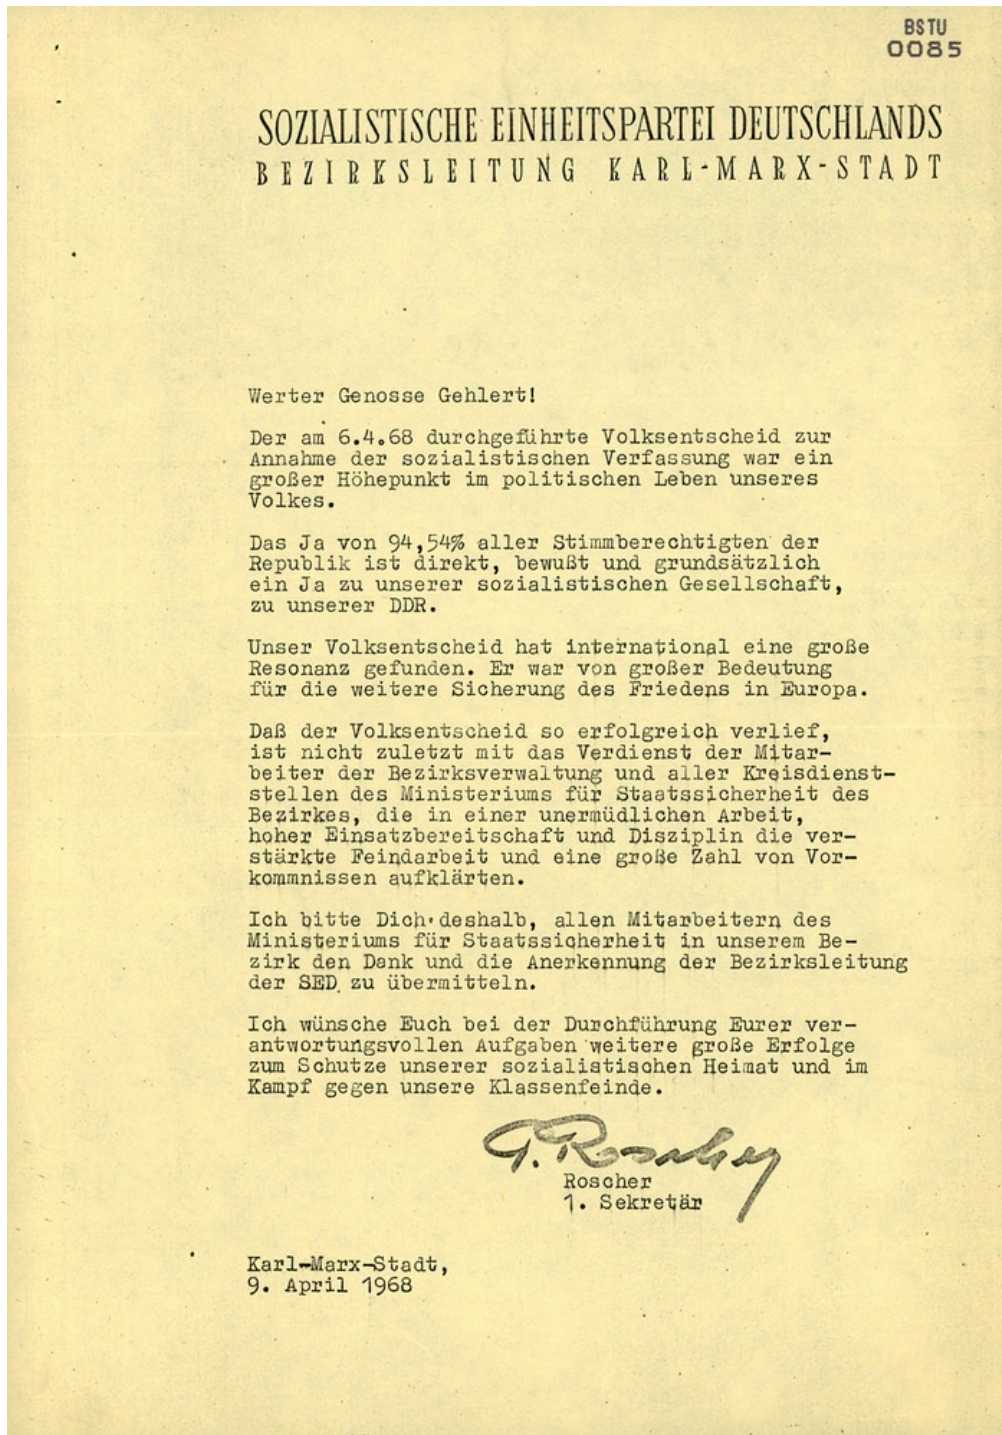 BSTU
0085
SOZIALISTISCHE EINHEITSPARTEI DEUTSCHLANDS
BEZIRKSLEITUNG KARL-MARX-STADT
Werter Genosse Gehlert!
Der am 6.4.68 durchgeführte Volksentscheid zur
Annahme der sozialistischen Verfassung war ein
großer Höhepunkt im politischen Leben unseres
Volkes.
Das Ja von 94,54% aller Stimmberechtigten der
Republik ist direkt, bewußt und grundsätzlich
ein Ja zu unserer sozialistischen Gesellschaft,
zu unserer DDR.
Unser Volksentscheid hat international eine große
Resonanz gefunden. Er war von großer Bedeutung
für die weitere Sicherung des Friedens in Europa.
Daß der Volksentscheid so erfolgreich verlief,
ist nicht zuletzt mit das Verdienst der Mitar-
beiter der Bezirksverwaltung und aller Kreisdienst-
stellen des Ministeriums für Staatssicherheit des
Bezirkes, die in einer unermüdlichen Arbeit,
hoher Einsatzbereitschaft und Disziplin die ver-
stärkte Feindarbeit und eine große Zahl von Vor-
kommnissen aufklärten.
Ich bitte Dich deshalb, allen Mitarbeitern des
Ministeriums für Staatssicherheit in unserem Be-
zirk den Dank und die Anerkennung der Bezirksleitung
der SED zu übermitteln.
Ich wünsche Euch bei der Durchführung Eurer ver-
antwortungsvollen Aufgaben weitere große Erfolge
zum Schutze unserer sozialistischen Heimat und im
Kampf gegen unsere Klassenfeinde.
P. Roscher
Roscher
1. Sekretär
Karl-Marx-Stadt,
9. April 1968